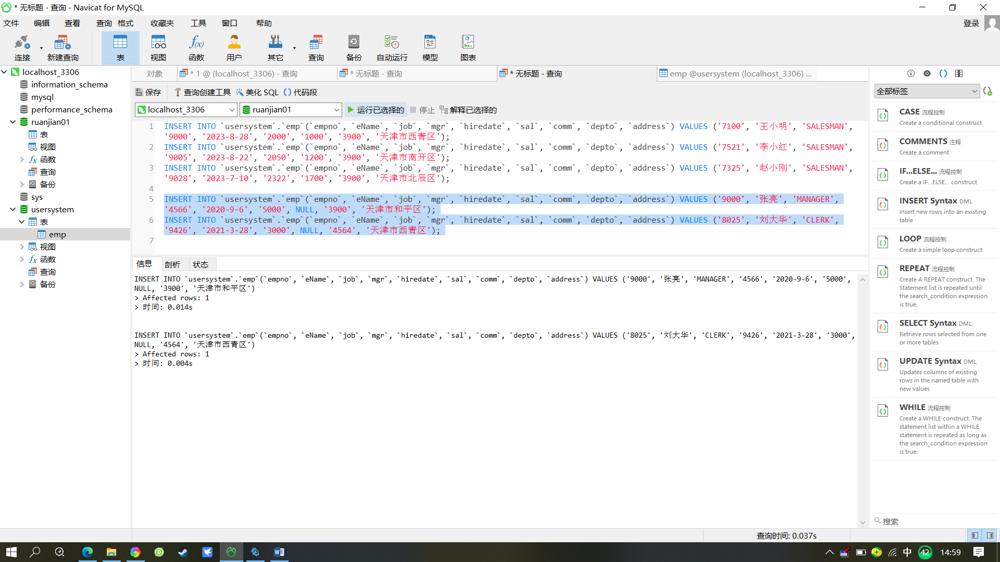 * 无标题 - 查询 - Navicat for MySQL
文件 编辑 查看 查询 格式 收藏夹 工具 窗口 帮助 登录
连接 新建查询 表 视图 函数 用户 其它 查询 备份 自动运行 模型 图表
localhost_3306
information_schema
mysql
performance_schema
ruanjian01
表
视图
函数
查询
备份
sys
usersystem
表
emp
视图
函数
查询
备份
对象 * 1 @ (localhost_3306) - 查询 * 无标题 - 查询 * 无标题 - 查询 emp @usersystem (localhost_3306) ...
保存 查询创建工具 美化 SQL 代码段
localhost_3306 ruanjian01 运行已选择的 停止 解释已选择的
1 INSERT INTO `usersystem`.`emp`(`empno`, `eName`, `job`, `mgr`, `hiredate`, `sal`, `comm`, `depto`, `address`) VALUES ('7100', '王小明', 'SALESMAN',
'9000', '2023-8-28', '2000', '1000', '3900', '天津市西青区');
2 INSERT INTO `usersystem`.`emp`(`empno`, `eName`, `job`, `mgr`, `hiredate`, `sal`, `comm`, `depto`, `address`) VALUES ('7521', '李小红', 'SALESMAN',
'9005', '2023-8-22', '2050', '1200', '3900', '天津市南开区');
3 INSERT INTO `usersystem`.`emp`(`empno`, `eName`, `job`, `mgr`, `hiredate`, `sal`, `comm`, `depto`, `address`) VALUES ('7325', '赵小刚', 'SALESMAN',
'9028', '2023-7-10', '2322', '1700', '3900', '天津市北辰区');
4
5 INSERT INTO `usersystem`.`emp`(`empno`, `eName`, `job`, `mgr`, `hiredate`, `sal`, `comm`, `depto`, `address`) VALUES ('9000', '张亮', 'MANAGER',
'4566', '2020-9-6', '5000', NULL, '3900', '天津市和平区');
6 INSERT INTO `usersystem`.`emp`(`empno`, `eName`, `job`, `mgr`, `hiredate`, `sal`, `comm`, `depto`, `address`) VALUES ('8025', '刘大华', 'CLERK',
'9426', '2021-3-28', '3000', NULL, '4564', '天津市西青区');
7
信息 剖析 状态
INSERT INTO `usersystem`.`emp`(`empno`, `eName`, `job`, `mgr`, `hiredate`, `sal`, `comm`, `depto`, `address`) VALUES ('9000', '张亮', 'MANAGER', '4566', '2020-9-6', '5000',
NULL, '3900', '天津市和平区')
> Affected rows: 1
> 时间: 0.014s
INSERT INTO `usersystem`.`emp`(`empno`, `eName`, `job`, `mgr`, `hiredate`, `sal`, `comm`, `depto`, `address`) VALUES ('8025', '刘大华', 'CLERK', '9426', '2021-3-28', '3000',
NULL, '4564', '天津市西青区')
> Affected rows: 1
> 时间: 0.004s
全部标签
CASE 流程控制
Create a conditional construct
COMMENTS 注释
Create a comment
IF...ELSE... 流程控制
Create a IF...ELSE... construct
INSERT Syntax DML
Insert new rows into an existing
table
LOOP 流程控制
Create a simple loop construct
REPEAT 流程控制
Create A REPEAT construct. The
Statement list is repeated until
the search_condition expression
is true.
SELECT Syntax DML
Retrieve rows selected from one
or more tables
UPDATE Syntax DML
Updates columns of existing
rows in the named table with
new values
WHILE 流程控制
Create a WHILE construct. The
statement list within a WHILE
statement is repeated as long as
the search_condition expression
is true.
搜索
查询时间: 0.037s
中 42 14:59